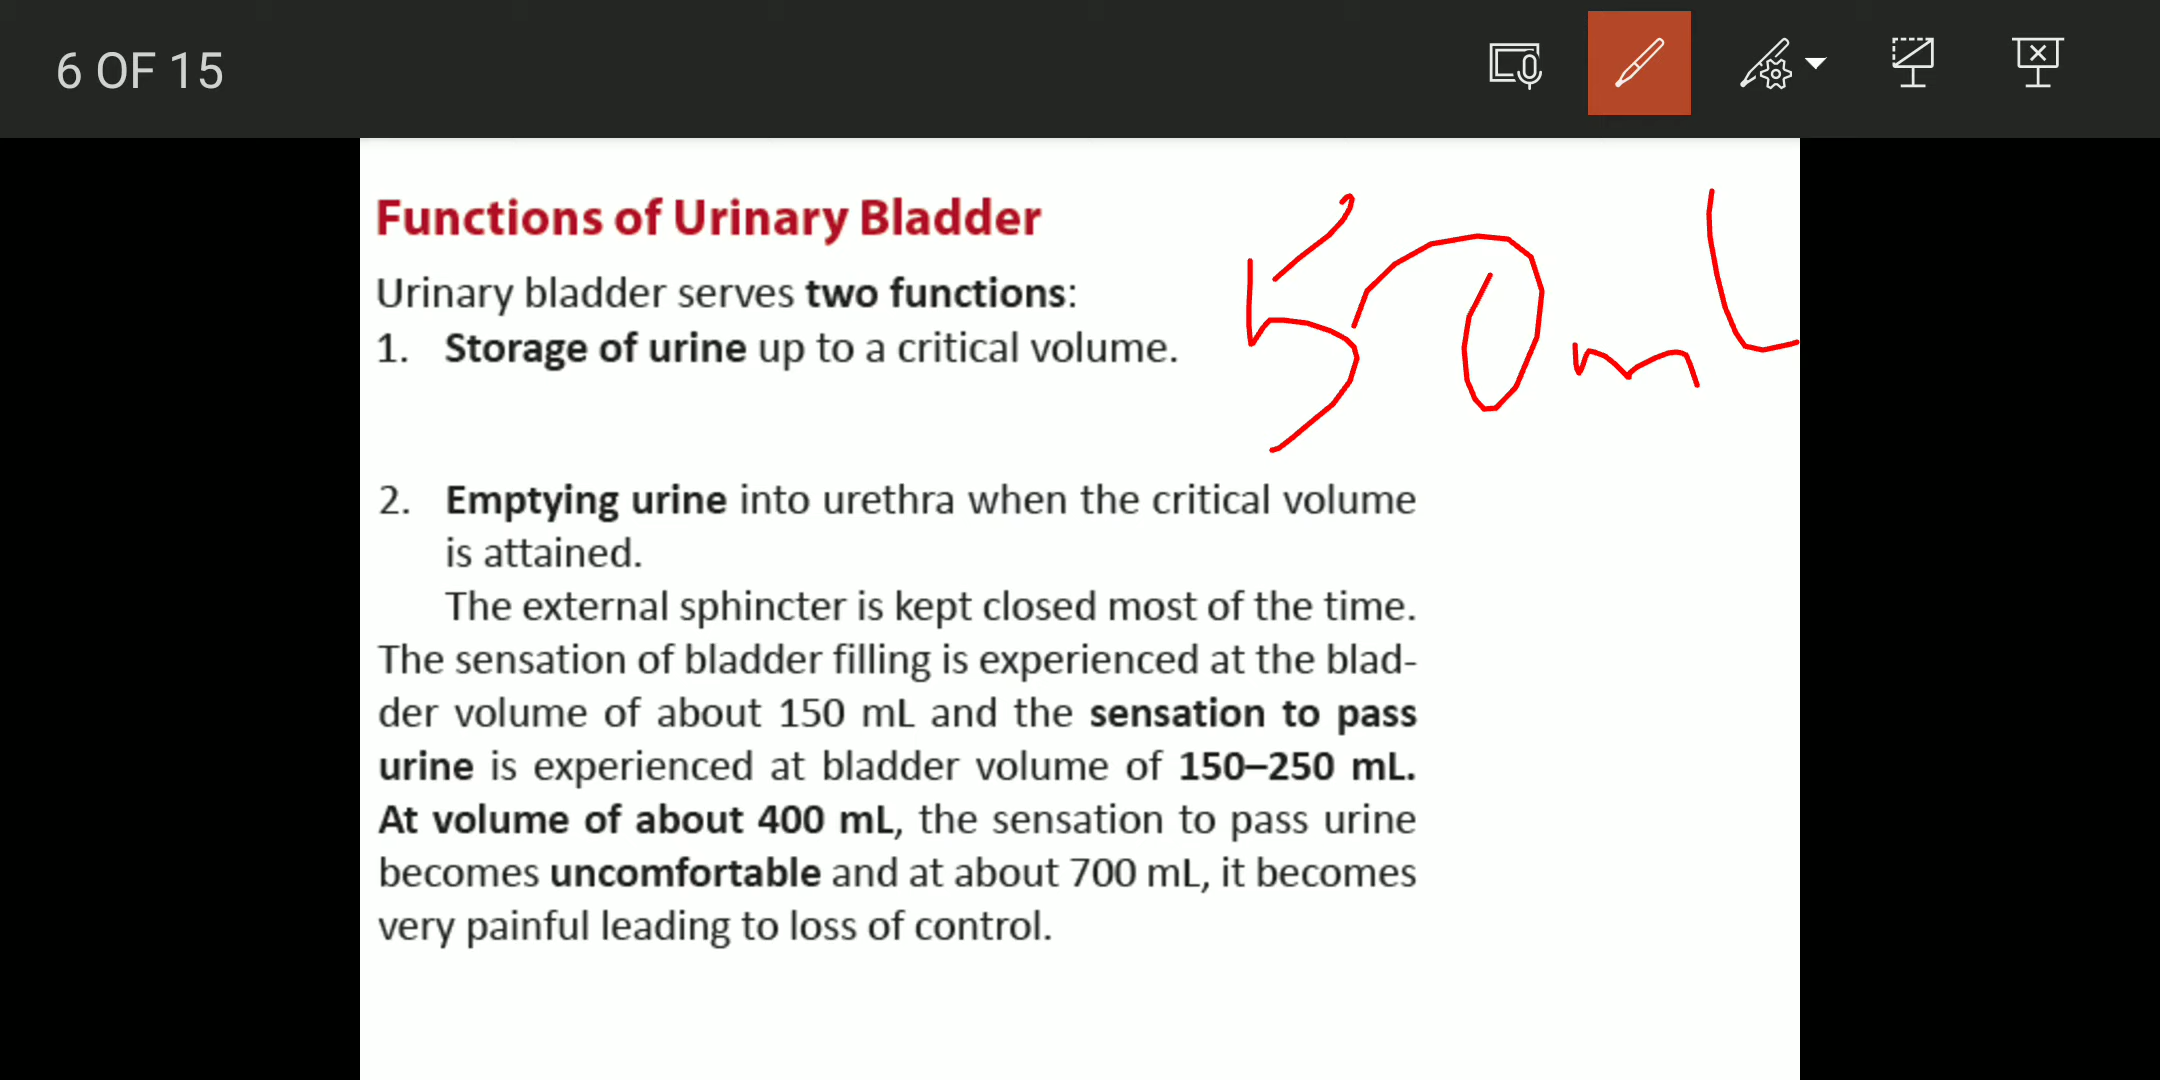 6 OF 15
Functions of Urinary Bladder
50 mL
Urinary bladder serves two functions:
1. Storage of urine up to a critical volume.
2. Emptying urine into urethra when the critical volume
is attained.
The external sphincter is kept closed most of the time.
The sensation of bladder filling is experienced at the blad-
der volume of about 150 mL and the sensation to pass
urine is experienced at bladder volume of 150–250 mL.
At volume of about 400 mL, the sensation to pass urine
becomes uncomfortable and at about 700 mL, it becomes
very painful leading to loss of control.